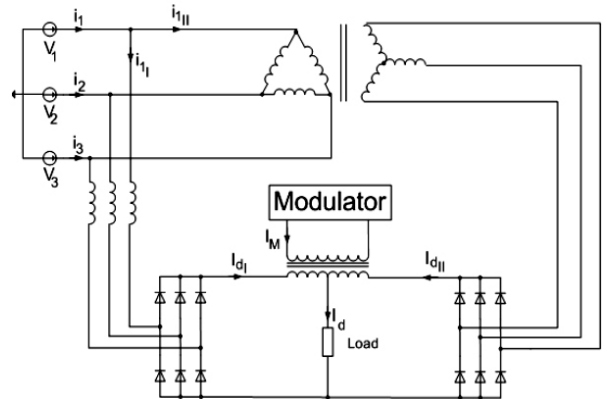 i1 i1II
V1
i1I
i2
V2
i3
V3
Modulator
IM
IdI IdII
Id
Load